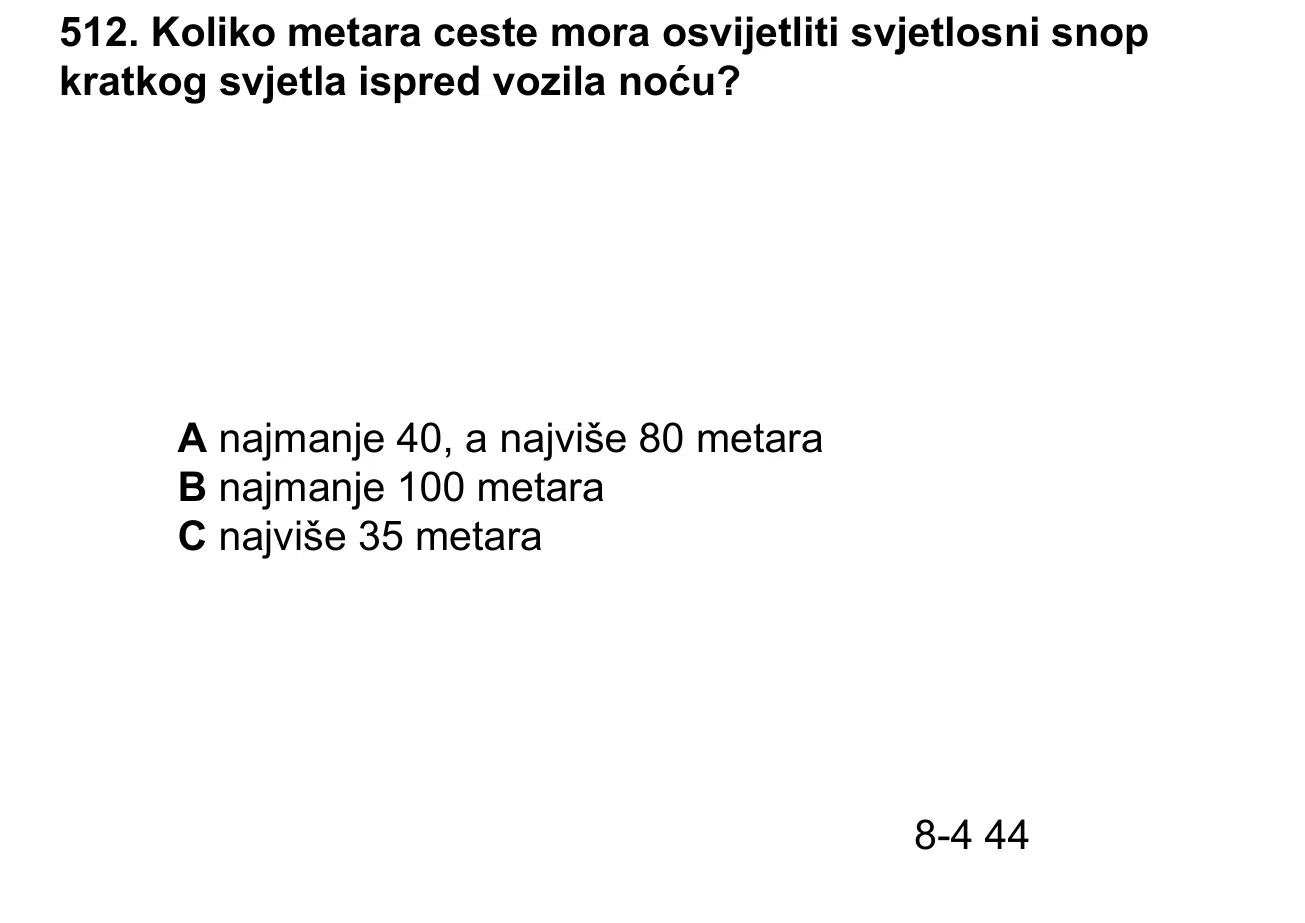 512. Koliko metara ceste mora osvijetliti svjetlosni snop
kratkog svjetla ispred vozila noću?
A najmanje 40, a najviše 80 metara
B najmanje 100 metara
C najviše 35 metara
8-4 44